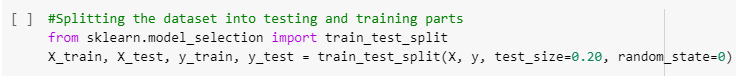 [ ] #Splitting the dataset into testing and training parts
from sklearn.model_selection import train_test_split
X_train, X_test, y_train, y_test = train_test_split(X, y, test_size=0.20, random_state=0)